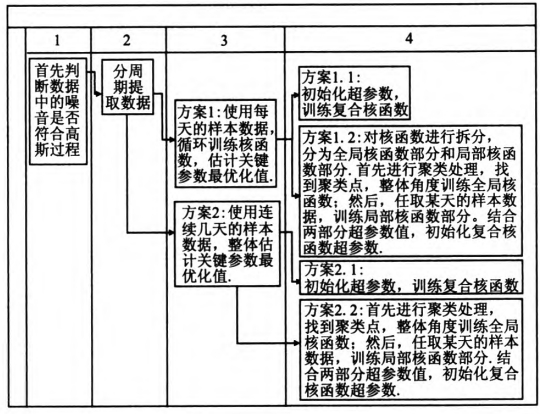 1 2 3 4
首先判
断数据
中的噪
音是否
符合高
斯过程
分周
期提
取数据
方案1:使用每
天的样本数据,
循环训练核函
数,估计关键
参数最优化值.
方案2:使用连
续几天的样本
数据,整体估
计关键参数最
优化值.
方案1.1:
初始化超参数,
训练复合核函数
方案1.2:对核函数进行拆分,
分为全局核函数部分和局部核函
数部分.首先进行聚类处理,找
到聚类点,整体角度训练全局核
函数;然后,任取某天的样本数
据,训练局部核函数部分。结合
两部分超参数值,初始化复合核
函数超参数.
方案2.1:
初始化超参数,训练复合核函数
方案2.2:首先进行聚类处理,
找到聚类点,整体角度训练全局
核函数;然后,任取某天的样本
数据,训练局部核函数部分.结
合两部分超参数值,初始化复合
核函数超参数.